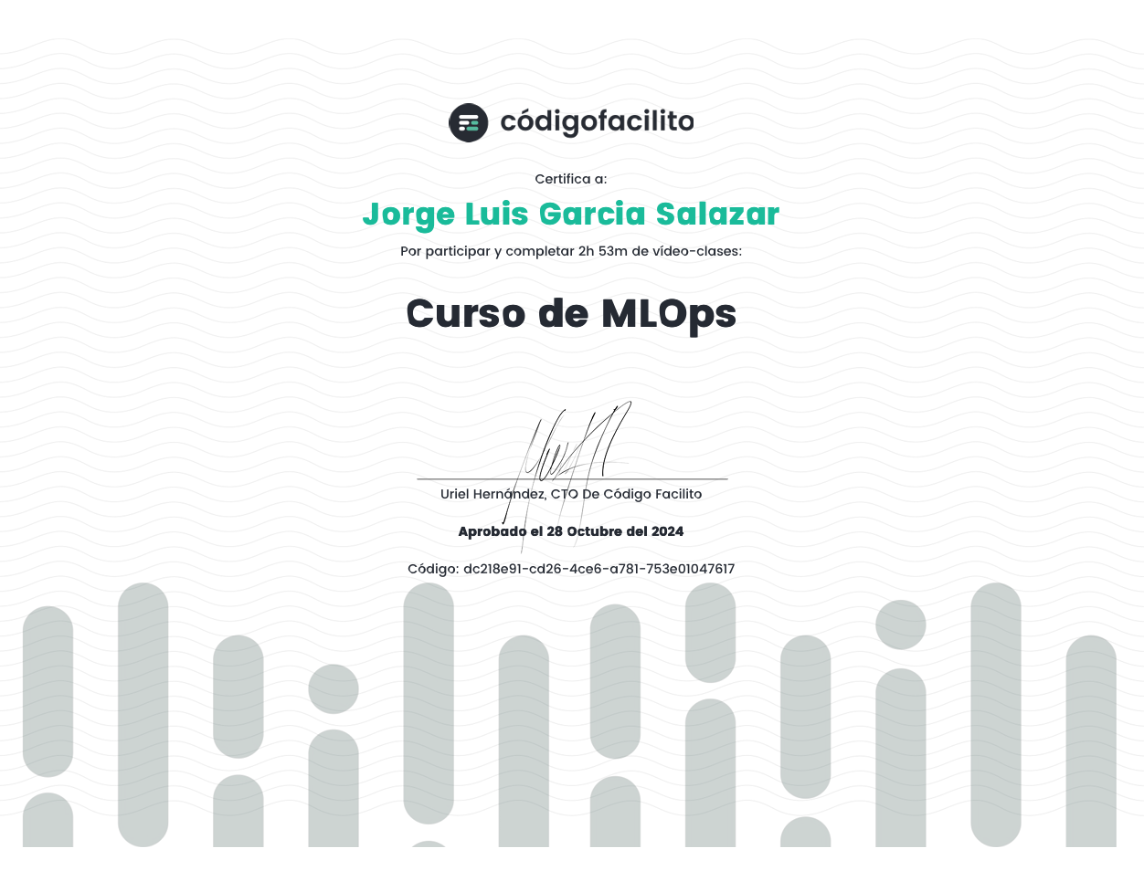 códigofacilito
Certifica a:
Jorge Luis Garcia Salazar
Por participar y completar 2h 53m de vídeo-clases:
Curso de MLOps
Uriel Hernández, CTO De Código Facilito
Aprobado el 28 Octubre del 2024
Código: dc218e91-cd26-4ce6-a781-753e01047617